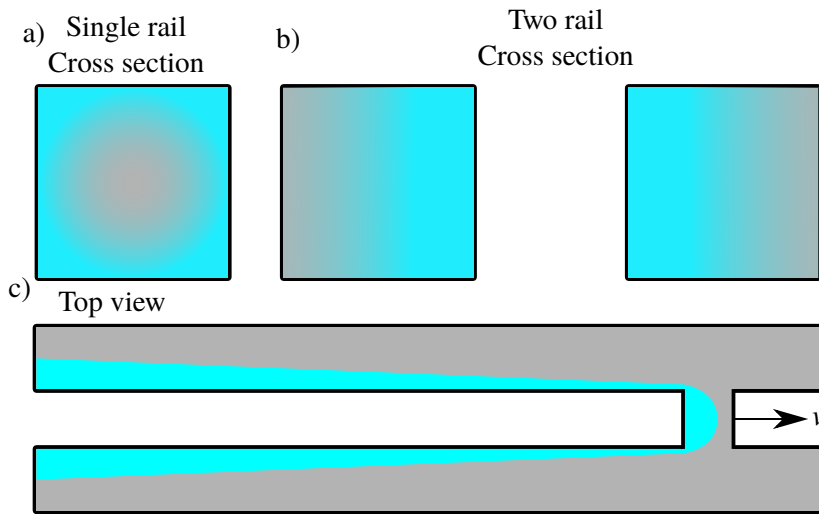 a) Single rail
Cross section
b) Two rail
Cross section
c) Top view
v